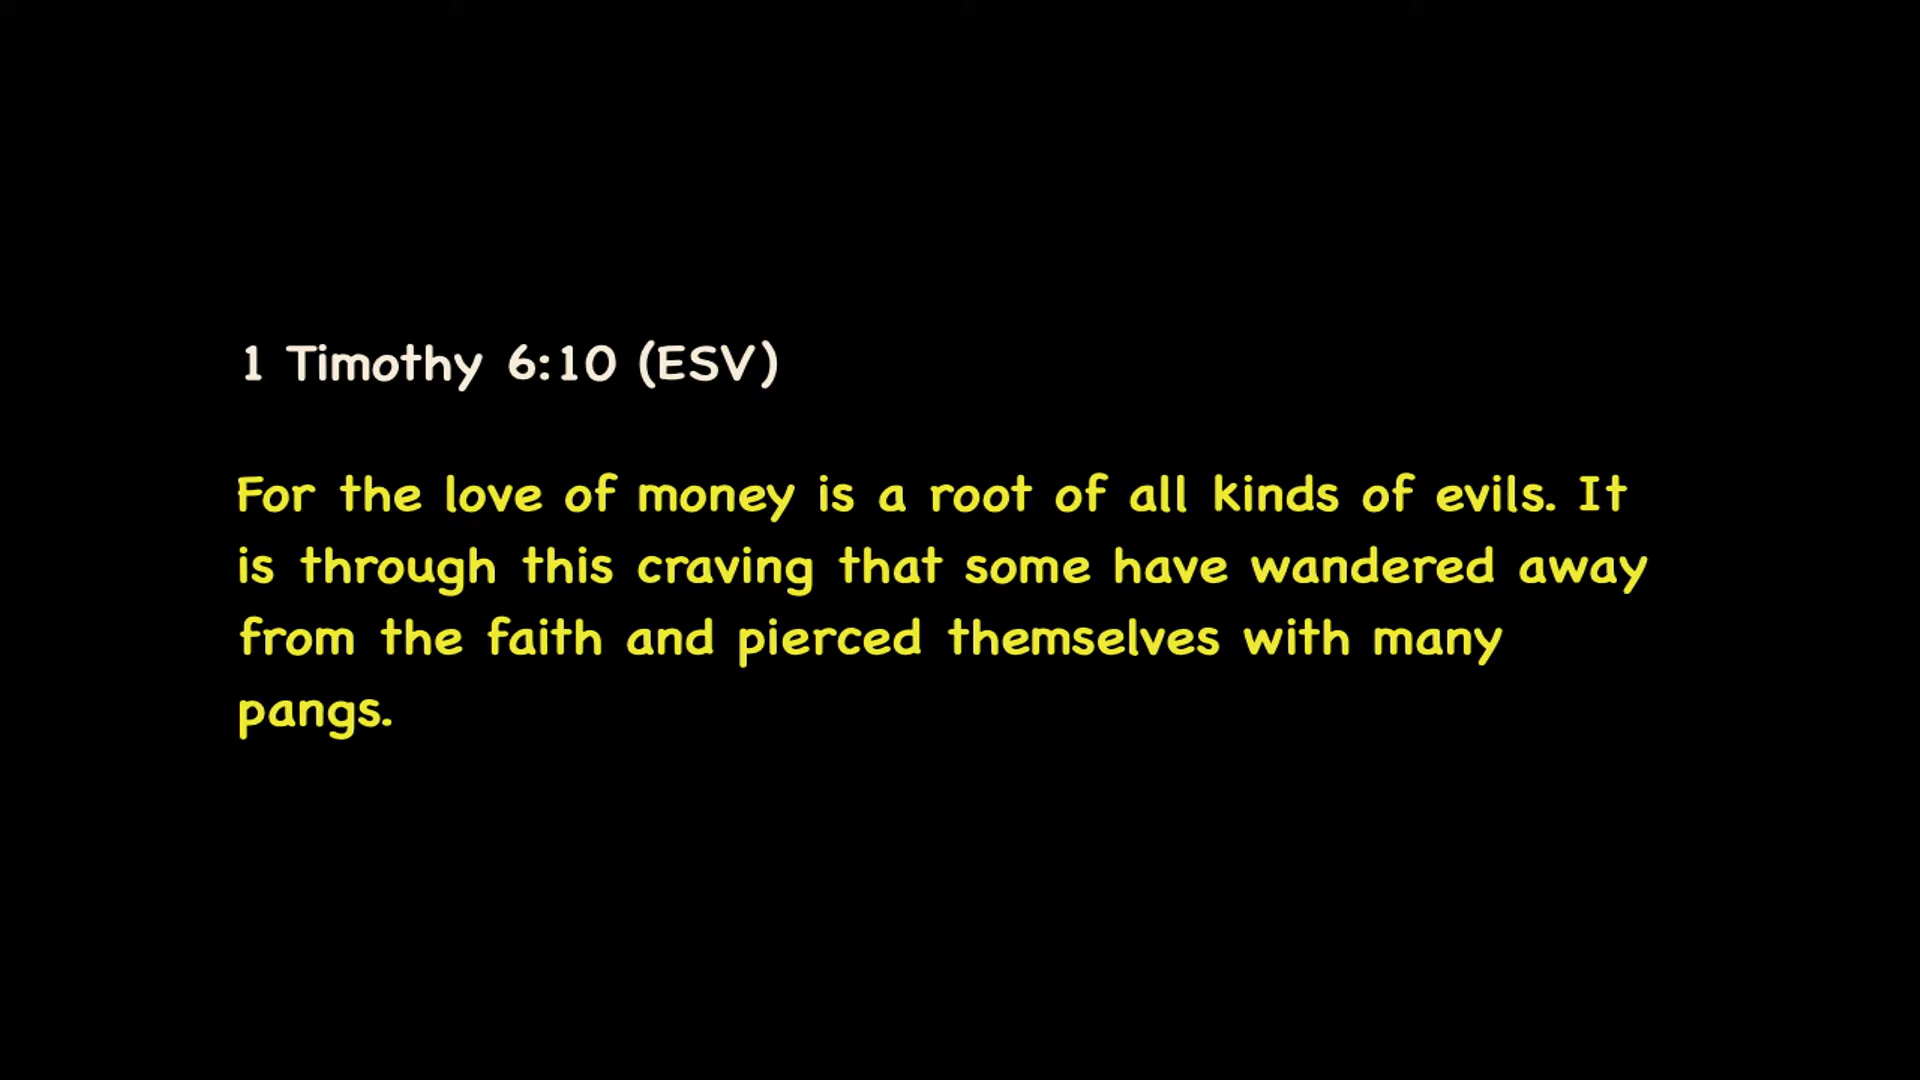 1 Timothy 6:10 (ESV)
For the love of money is a root of all kinds of evils. It
is through this craving that some have wandered away
from the faith and pierced themselves with many
pangs.